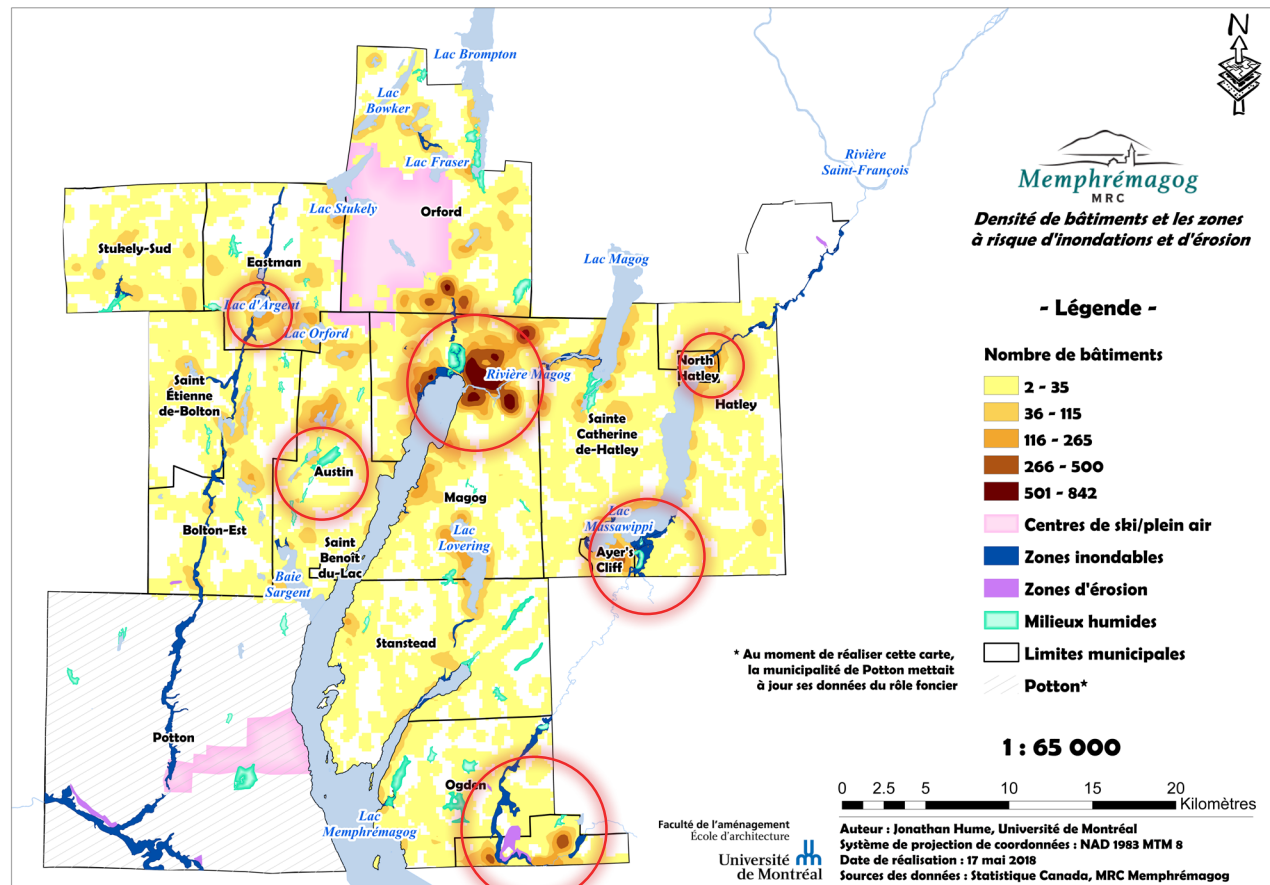 N
Lac Brompton
Lac
Bowker
Lac Fraser
Rivière
Saint-François
Memphrémagog
MRC
Densité de bâtiments et les zones
à risque d'inondations et d'érosion
Lac Stukely
Orford
Stukely-Sud
Eastman
Lac Magog
Lac d'Argent
Lac Orford
- Légende -
Nombre de bâtiments
2 - 35
36 - 115
116 - 265
266 - 500
501 - 842
Centres de ski/plein air
Zones inondables
Zones d'érosion
Milieux humides
Limites municipales
Potton*
Rivière Magog
North
Hatley
Hatley
Saint
Étienne
de-Bolton
Sainte
Catherine
de-Hatley
Austin
Magog
Bolton-Est
Lac
Lovering
Lac
Massawippi
Ayer's
Cliff
Saint
Benoît
du-Lac
Baie
Sargent
Stanstead
* Au moment de réaliser cette carte,
la municipalité de Potton mettait
à jour ses données du rôle foncier
Potton
Ogden
Lac
Memphrémagog
1 : 65 000
0 2.5 5 10 15 20
Kilomètres
Faculté de l'aménagement
École d'architecture
Université
de Montréal
Auteur : Jonathan Hume, Université de Montréal
Système de projection de coordonnées : NAD 1983 MTM 8
Date de réalisation : 17 mai 2018
Sources des données : Statistique Canada, MRC Memphrémagog